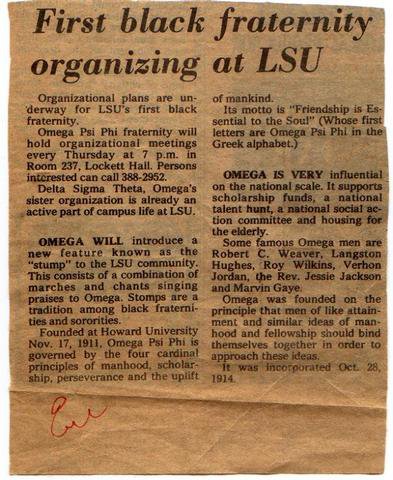 First black fraternity
organizing at LSU
Organizational plans are un-
derway for LSU's first black
fraternity.
Omega Psi Phi fraternity will
hold organizational meetings
every Thursday at 7 p.m. in
Room 237, Lockett Hall. Persons
interested can call 388-2952.
Delta Sigma Theta, Omega's
sister organization is already an
active part of campus life at LSU.
OMEGA WILL introduce a
new feature known as the
"stump" to the LSU community.
This consists of a combination of
marches and chants singing
praises to Omega. Stomps are a
tradition among black fraterni-
ties and sororities.
Founded at Howard University
Nov. 17, 1911, Omega Psi Phi is
governed by the four cardinal
principles of manhood, scholar-
ship, perseverance and the uplift
of mankind.
Its motto is "Friendship is Es-
sential to the Soul" (Whose first
letters are Omega Psi Phi in the
Greek alphabet.)
OMEGA IS VERY influential
on the national scale. It supports
scholarship funds, a national
talent hunt, a national social ac-
tion committee and housing for
the elderly.
Some famous Omega men are
Robert C. Weaver, Langston
Hughes, Roy Wilkins, Verhon
Jordan, the Rev. Jessie Jackson
and Marvin Gaye.
Omega was founded on the
principle that men of like attain-
ment and similar ideas of man-
hood and fellowship should bind
themselves together in order to
approach these ideas.
It was incorporated Oct. 28,
1914.